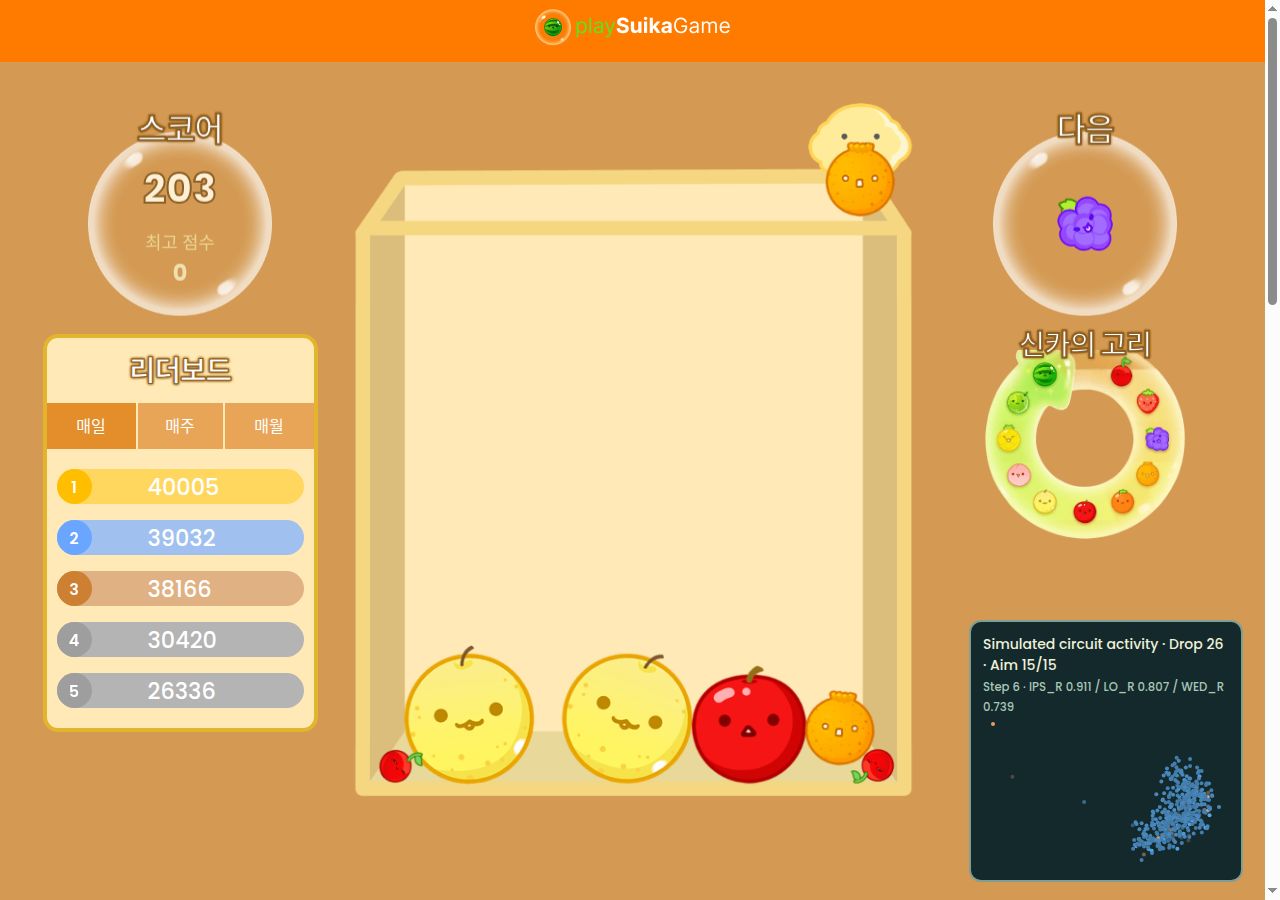 playSuikaGame
스코어
203
최고 점수
0
리더보드
매일 매주 매월
1 40005
2 39032
3 38166
4 30420
5 26336
다음
신카의 고리
Simulated circuit activity · Drop 26
· Aim 15/15
Step 6 · IPS_R 0.911 / LO_R 0.807 / WED_R
0.739